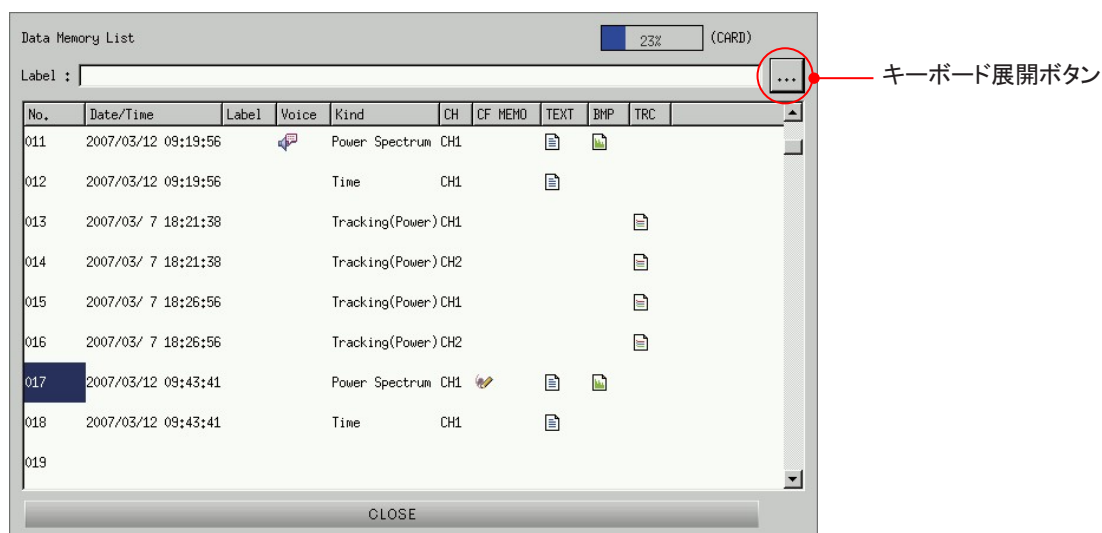 Data Memory List 23% (CARD)
Label : ... キーボード展開ボタン
No. Date/Time Label Voice Kind CH CF MEMO TEXT BMP TRC
011 2007/03/12 09:19:56 Power Spectrum CH1
012 2007/03/12 09:19:56 Time CH1
013 2007/03/ 7 18:21:38 Tracking(Power) CH1
014 2007/03/ 7 18:21:38 Tracking(Power) CH2
015 2007/03/ 7 18:26:56 Tracking(Power) CH1
016 2007/03/ 7 18:26:56 Tracking(Power) CH2
017 2007/03/12 09:43:41 Power Spectrum CH1
018 2007/03/12 09:43:41 Time CH1
019
CLOSE